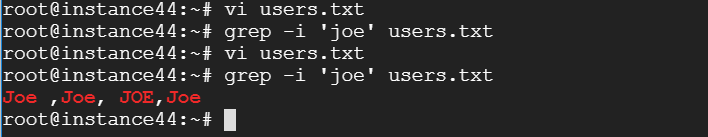 root@instance44:~# vi users.txt
root@instance44:~# grep -i 'joe' users.txt
root@instance44:~# vi users.txt
root@instance44:~# grep -i 'joe' users.txt
Joe ,Joe, JOE,Joe
root@instance44:~#